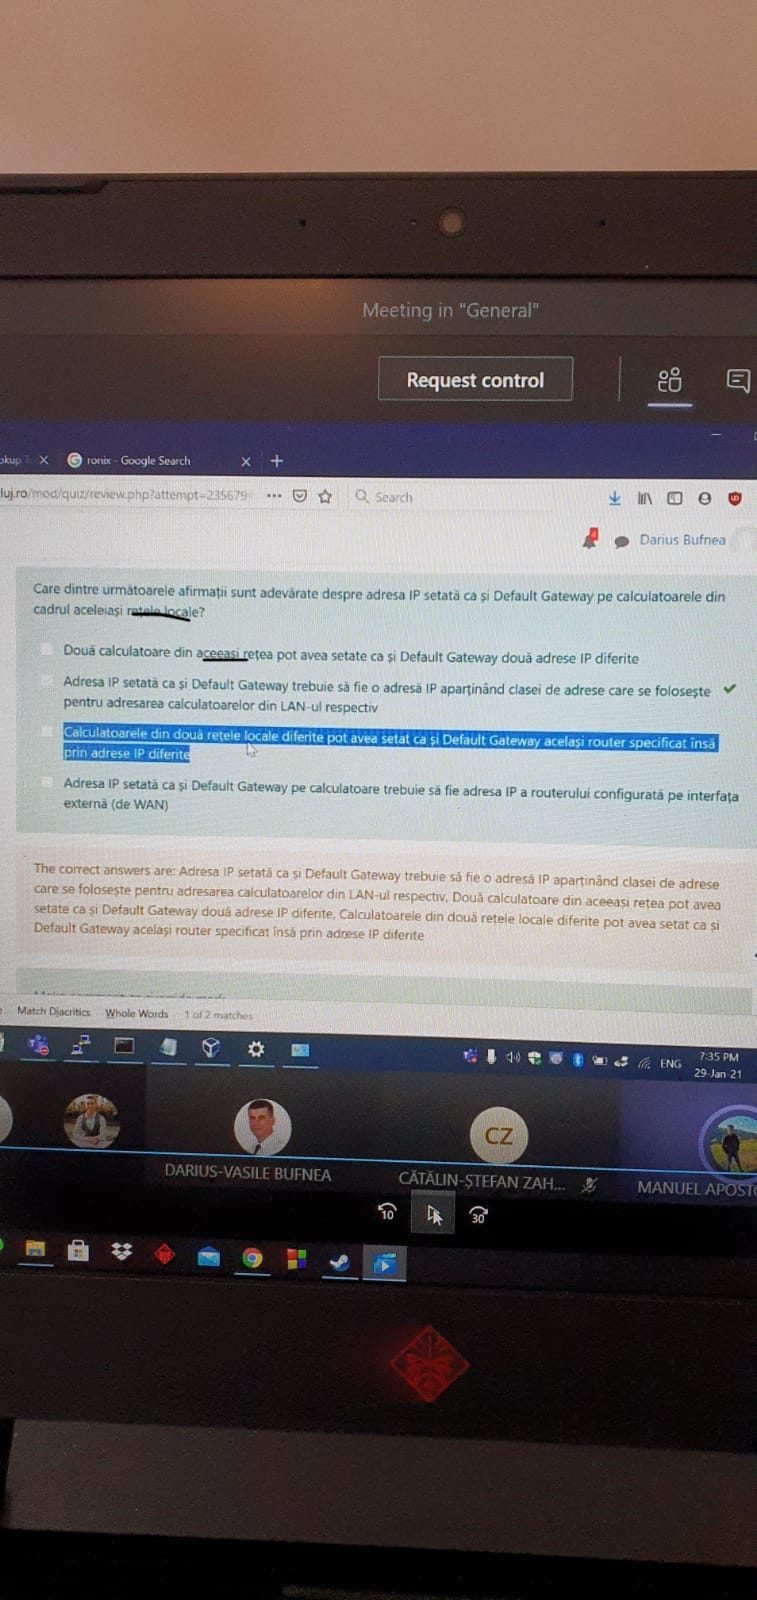 Meeting in "General"
Request control
ronix - Google Search
luj.ro/mod/quiz/review.php?attempt=235679
Search
Darius Bufnea
Care dintre următoarele afirmații sunt adevărate despre adresa IP setată ca și Default Gateway pe calculatoarele din
cadrul aceleiași rețele locale?
Două calculatoare din aceeași rețea pot avea setate ca și Default Gateway două adrese IP diferite
Adresa IP setată ca și Default Gateway trebuie să fie o adresă IP aparținând clasei de adrese care se folosește
pentru adresarea calculatoarelor din LAN-ul respectiv
Calculatoarele din două rețele locale diferite pot avea setat ca și Default Gateway același router specificat însă
prin adrese IP diferite
Adresa IP setată ca și Default Gateway pe calculatoare trebuie să fie adresa IP a routerului configurată pe interfața
externă (de WAN)
The correct answers are: Adresa IP setată ca și Default Gateway trebuie să fie o adresă IP aparținând clasei de adrese
care se folosește pentru adresarea calculatoarelor din LAN-ul respectiv, Două calculatoare din aceeași rețea pot avea
setate ca și Default Gateway două adrese IP diferite, Calculatoarele din două rețele locale diferite pot avea setat ca și
Default Gateway același router specificat însă prin adrese IP diferite
Match Diacritics Whole Words 1 of 2 matches
ENG
7:35 PM
29-Jan-21
CZ
DARIUS-VASILE BUFNEA
CĂTĂLIN-ȘTEFAN ZAH...
MANUEL APOSTO
10
30